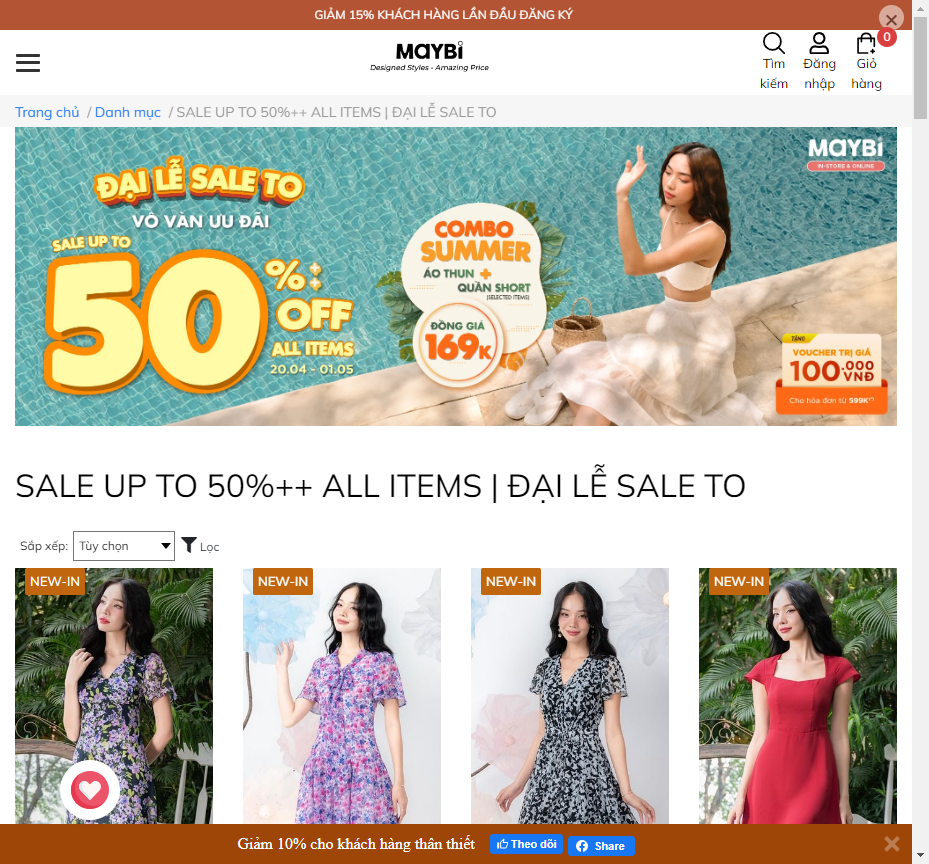 GIẢM 15% KHÁCH HÀNG LẦN ĐẦU ĐĂNG KÝ
MAYBI
Designed Styles - Amazing Price
Tìm kiếm
Đăng nhập
Giỏ hàng
0
Trang chủ / Danh mục / SALE UP TO 50%++ ALL ITEMS | ĐẠI LỄ SALE TO
MAYBI
IN-STORE & ONLINE
ĐẠI LỄ SALE TO
VÔ VÀN ƯU ĐÃI
SALE UP TO
50% OFF
ALL ITEMS
20.04 - 01.05
COMBO
SUMMER
ÁO THUN +
QUẦN SHORT
(SELECTED ITEMS)
ĐỒNG GIÁ
169K
TẶNG
VOUCHER TRỊ GIÁ
100.000 VNĐ
Cho hóa đơn từ 599K
SALE UP TO 50%++ ALL ITEMS | ĐẠI LỄ SALE TO
Sắp xếp: Tùy chọn Lọc
NEW-IN
NEW-IN
NEW-IN
NEW-IN
Giảm 10% cho khách hàng thân thiết Theo dõi Share